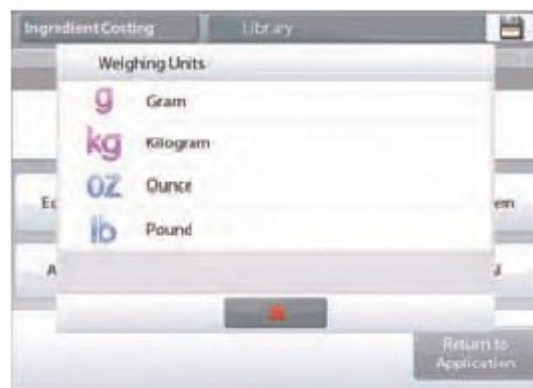 Ingredient Costing
Library
Weighing Units
g Gram
kg Kilogram
oz Ounce
lb Pound
Return to
Application